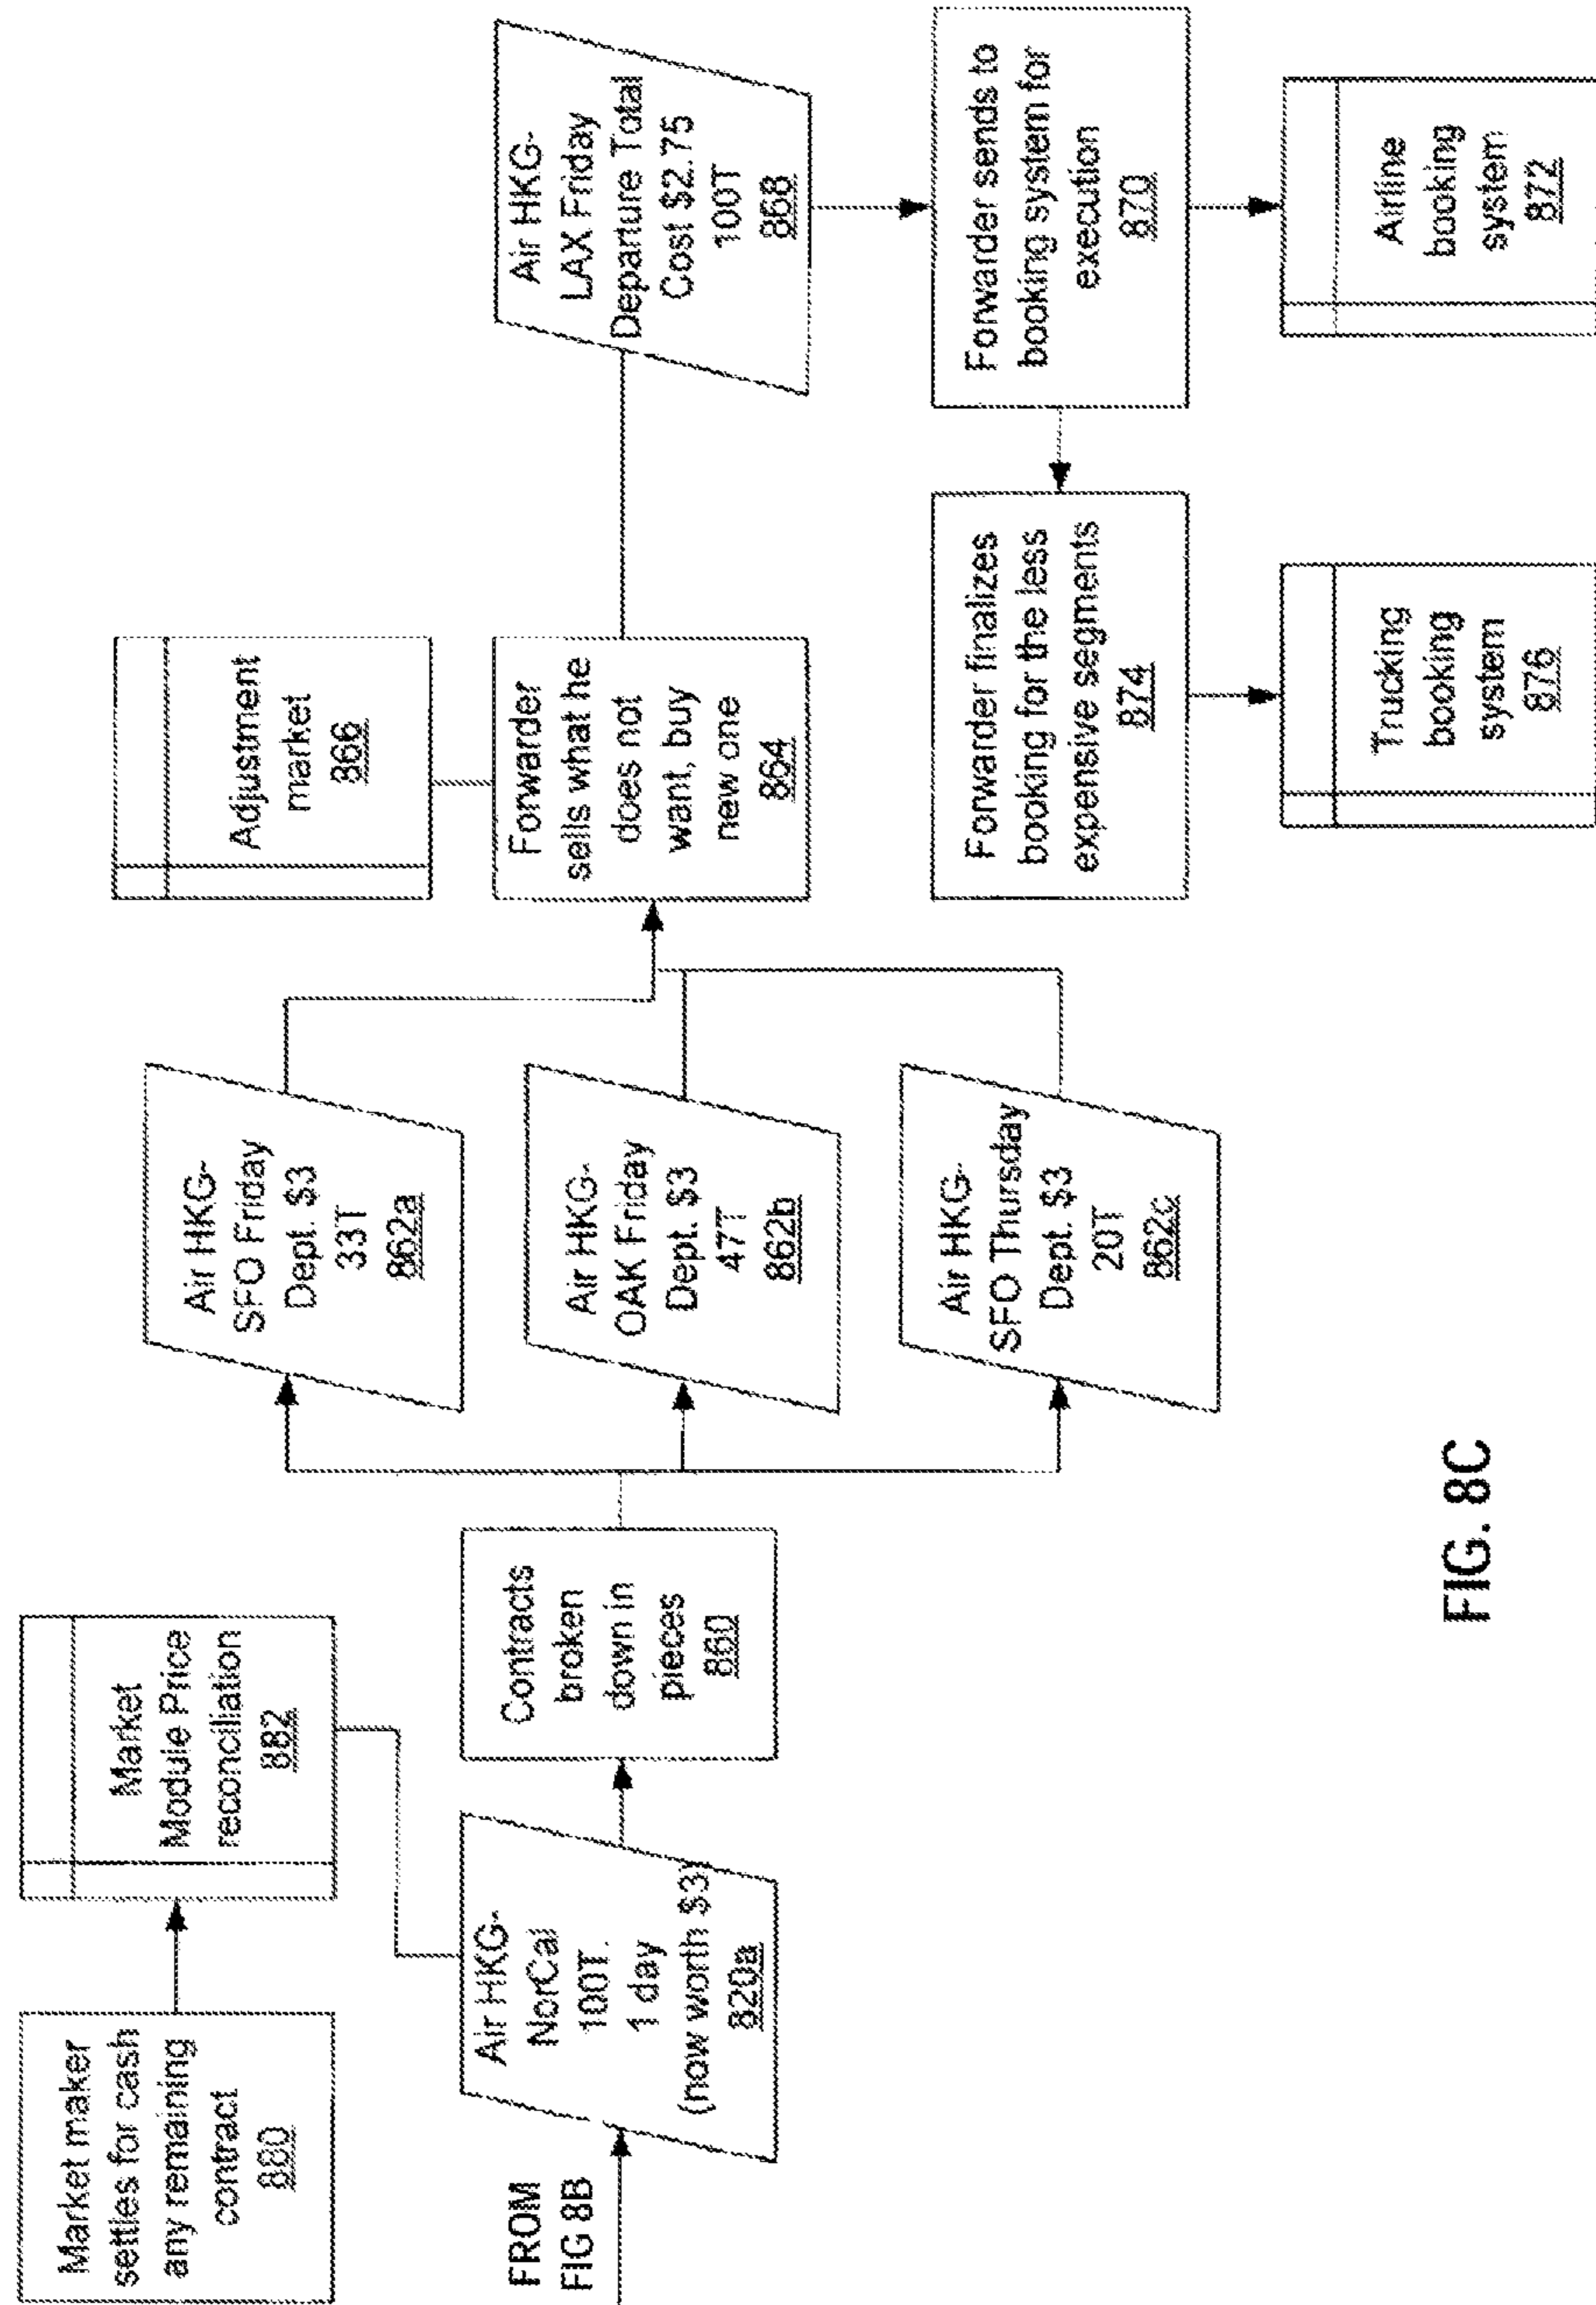 Market maker
settles for cash
any remaining
contract
880
Market
Module Price
reconciliation
882
FROM
FIG 8B
Air HKG-
NorCal
100T.
1 day
(now worth $3)
820a
Contracts
broken
down in
pieces
860
Air HKG-
SFO Friday
Dept. $3
33T
862a
Air HKG-
OAK Friday
Dept. $3
47T
862b
Air HKG-
SFO Thursday
Dept. $3
20T
862c
Adjustment
market
866
Forwarder
sells what he
does not
want, buy
new one
864
Air HKG-
LAX Friday
Departure Total
Cost $2.75
100T
868
Forwarder sends to
booking system for
execution
870
Forwarder finalizes
booking for the less
expensive segments
874
Airline
booking
system
872
Trucking
booking
system
876
FIG. 8C